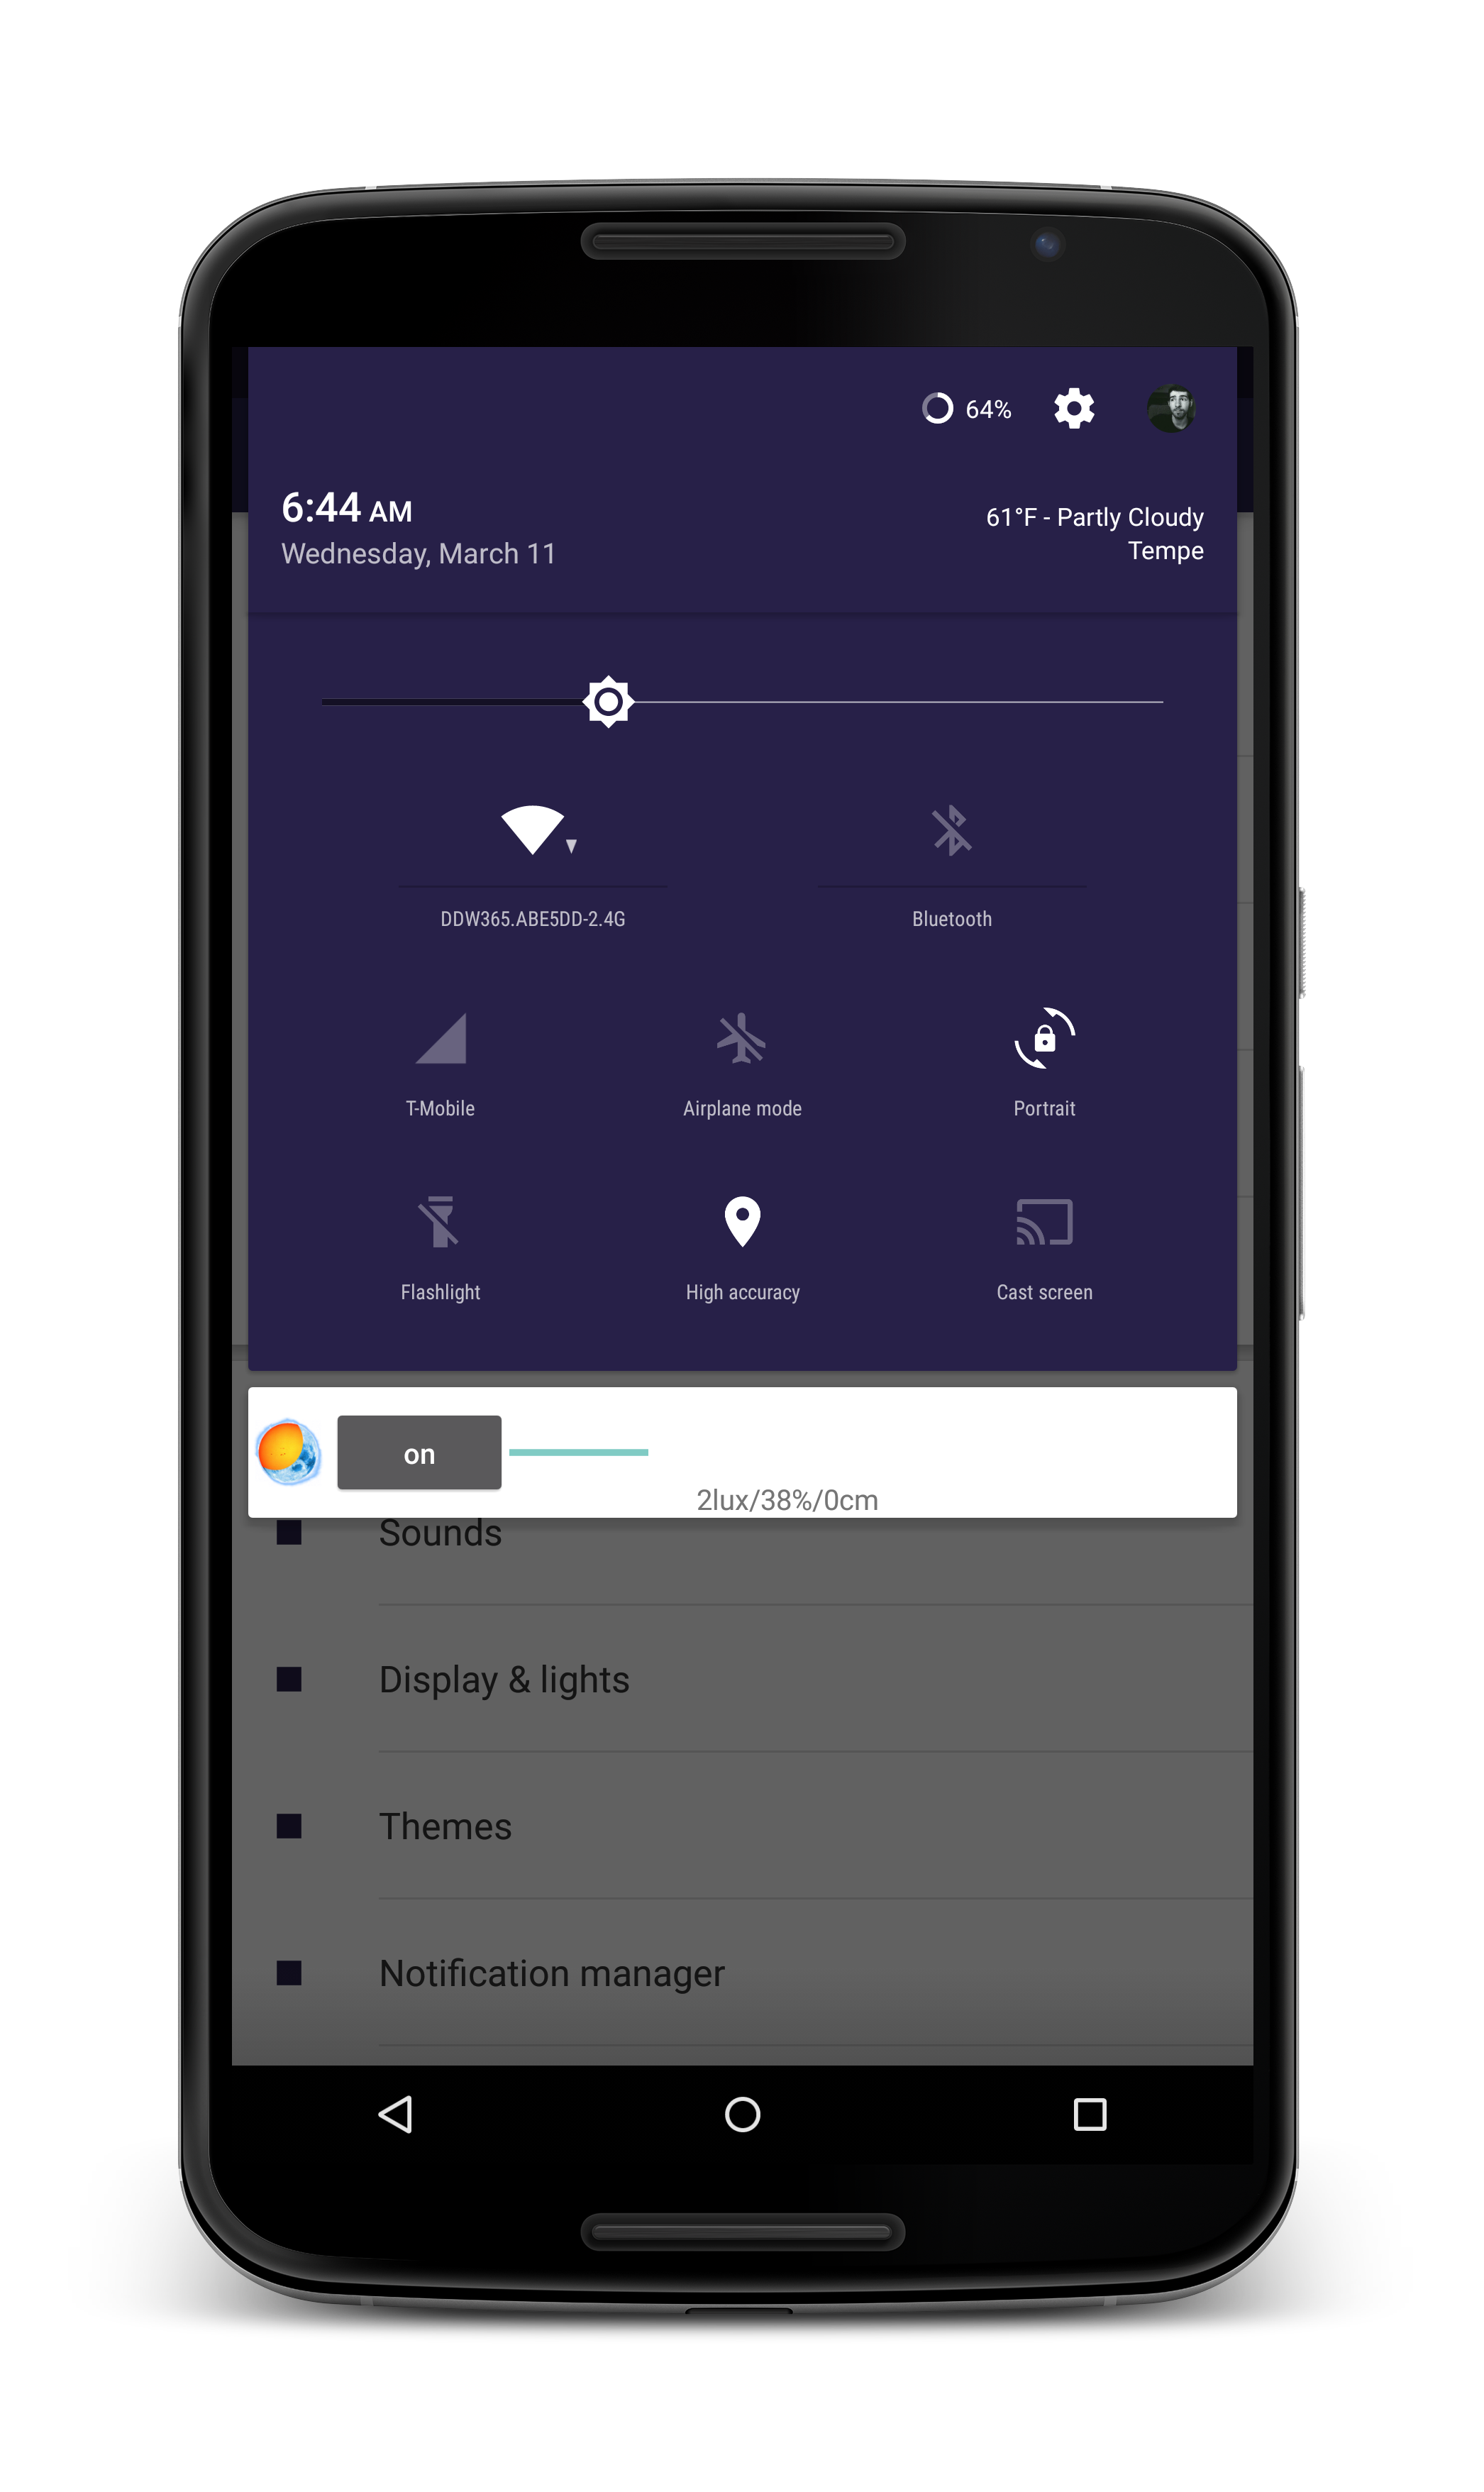 64%
6:44 AM
Wednesday, March 11
61°F - Partly Cloudy
Tempe
DDW365.ABE5DD-2.4G
Bluetooth
T-Mobile
Airplane mode
Portrait
Flashlight
High accuracy
Cast screen
on
2lux/38%/0cm
Sounds
Display & lights
Themes
Notification manager